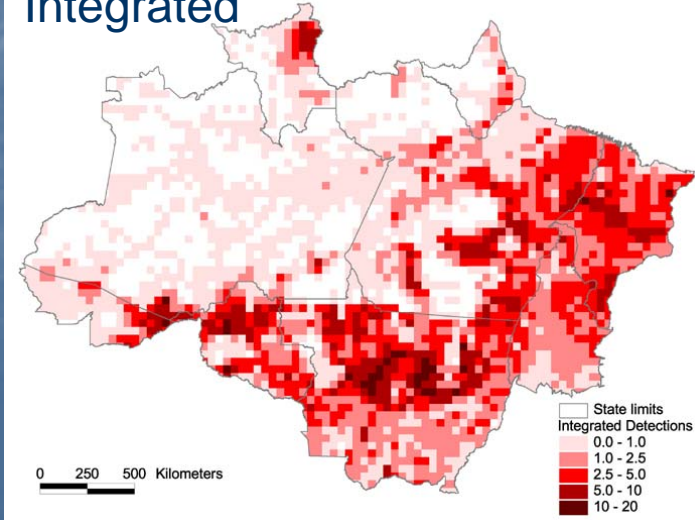 Integrated
State limits
Integrated Detections
0.0 - 1.0
1.0 - 2.5
2.5 - 5.0
5.0 - 10
10 - 20
0 250 500 Kilometers